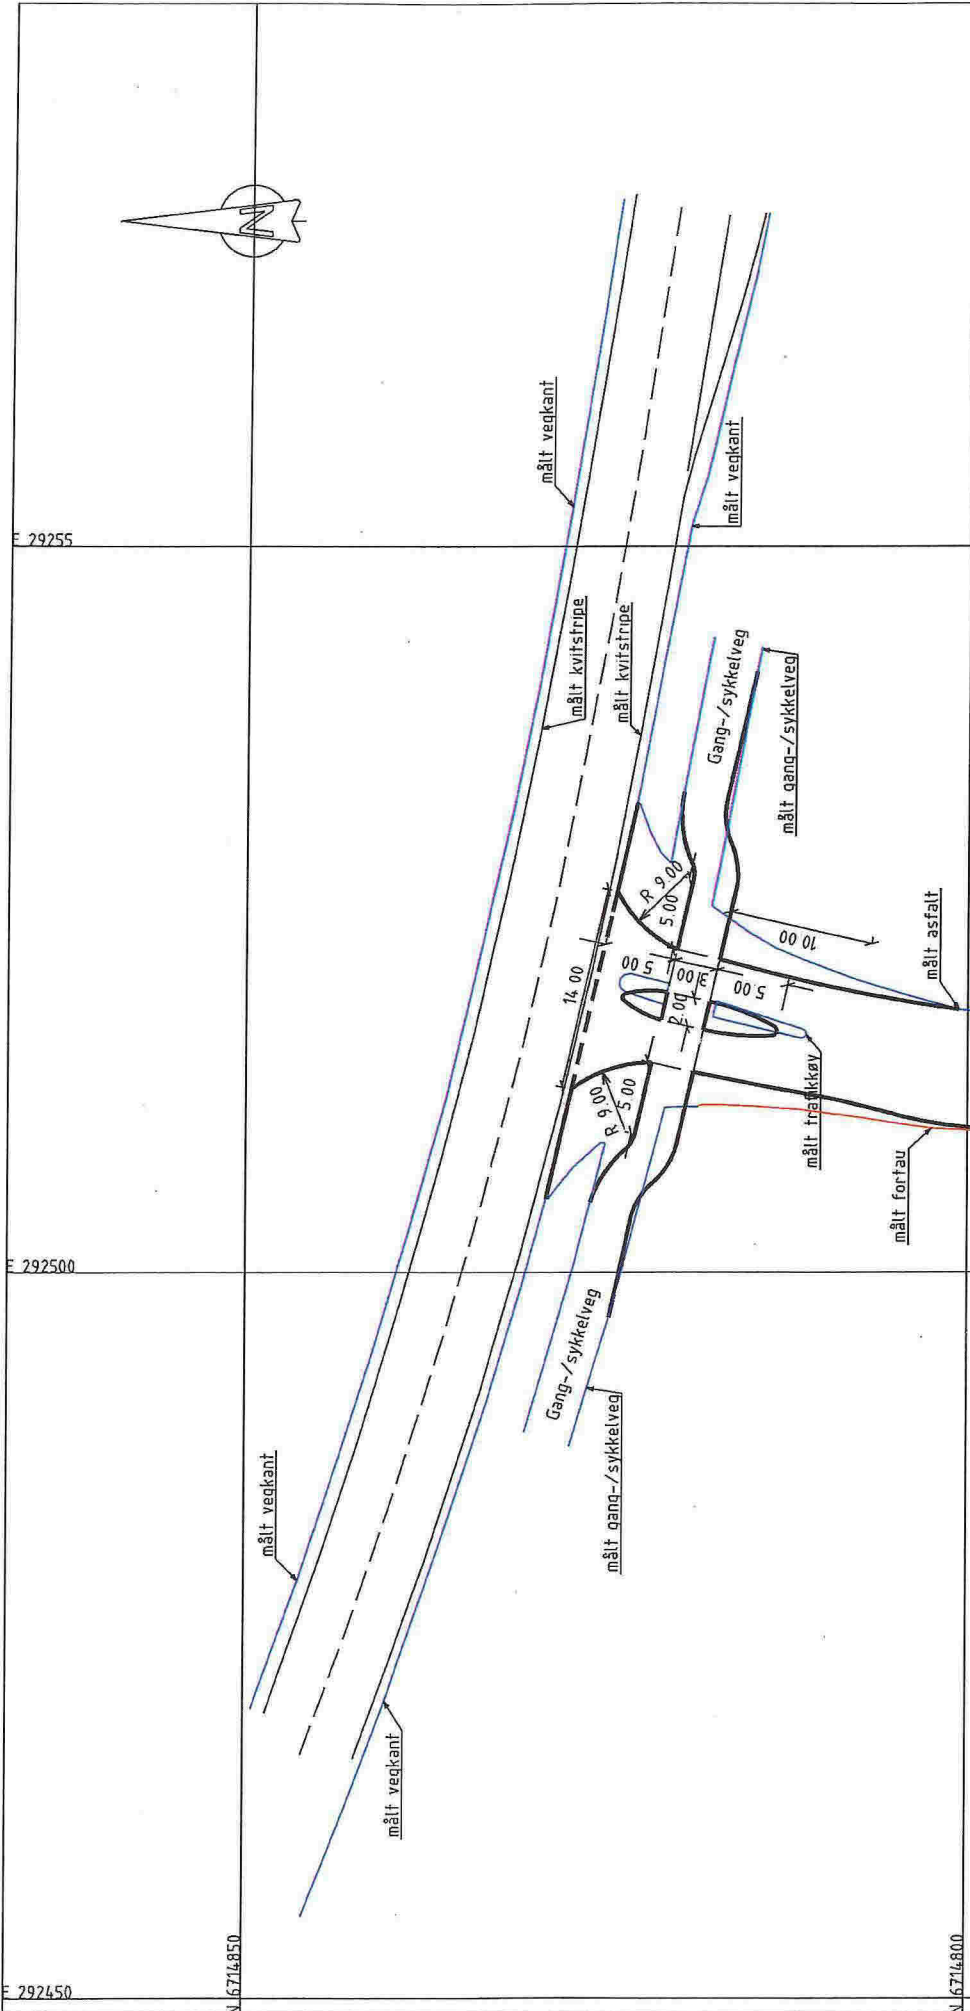 N
målt vegkant
E 29255
målt vegkant
målt kvitstripe
målt kvitstripe
Gang-/sykkelveg
målt gang-/sykkelveg
R 9.00
5.00
10.00
14.00
5.00
3.00
5.00
2.00
målt asfalt
R 9.00
5.00
målt trafikkøy
målt fortau
E 292500
Gang-/sykkelveg
målt gang-/sykkelveg
målt vegkant
målt vegkant
E 292450
N 6714850
N 6714800